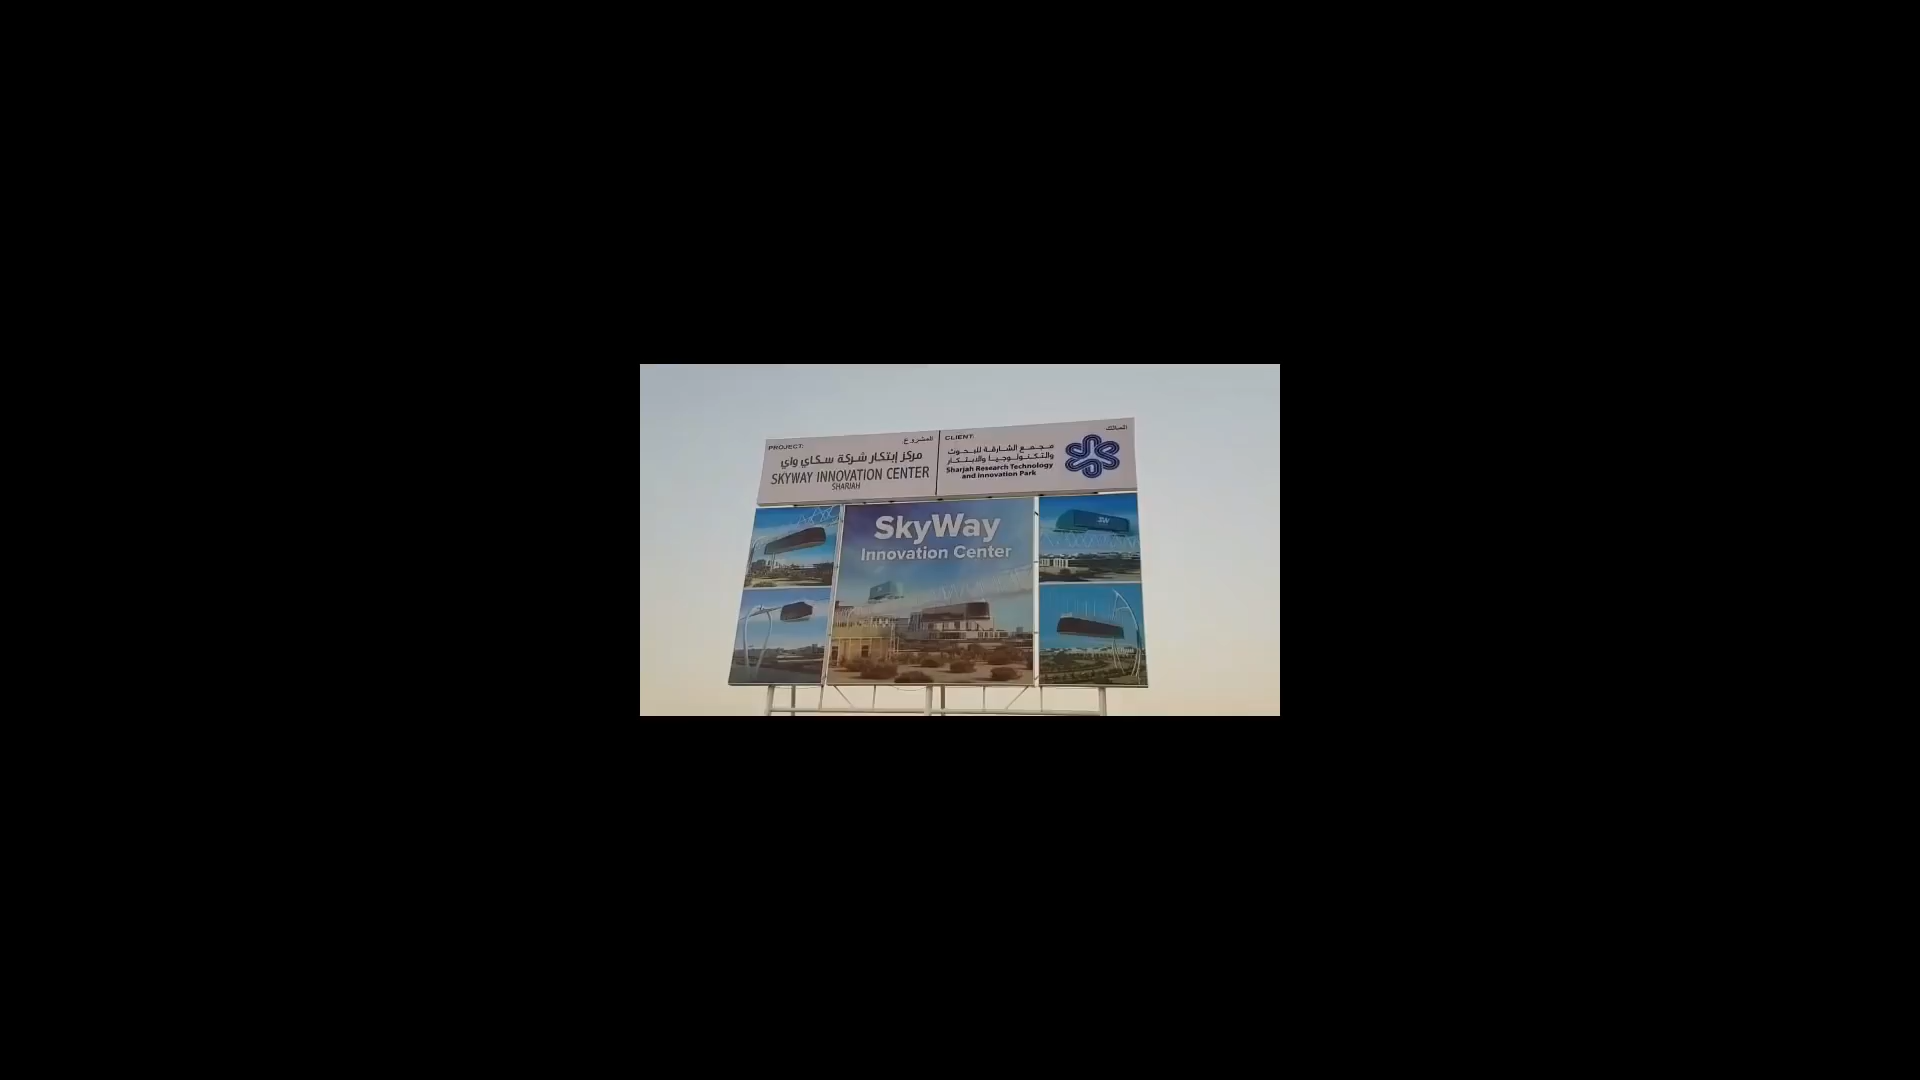 PROJECT:
المشروع
مركز إبتكار شركة سكاي واي
SKYWAY INNOVATION CENTER
SHARJAH
CLIENT:
المالك
مجمع الشارقة للبحوث
والتكنولوجيا والابتكار
Sharjah Research Technology
and Innovation Park
SkyWay
Innovation Center